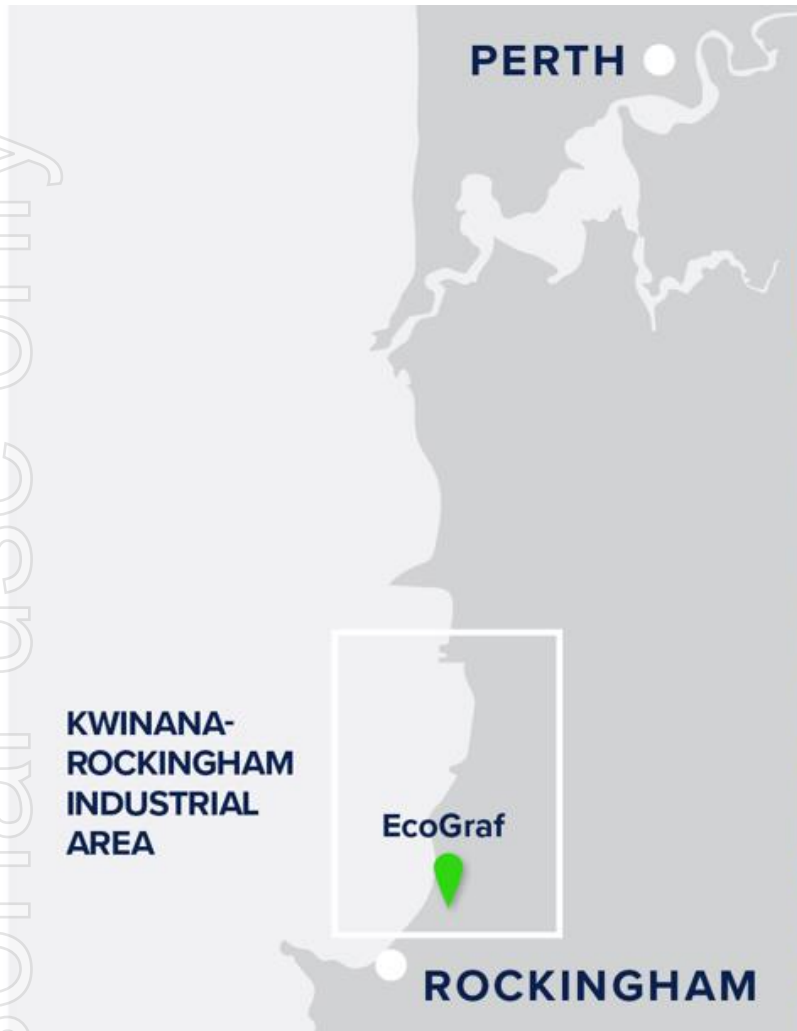 PERTH
KWINANA-
ROCKINGHAM
INDUSTRIAL
AREA
EcoGraf
ROCKINGHAM